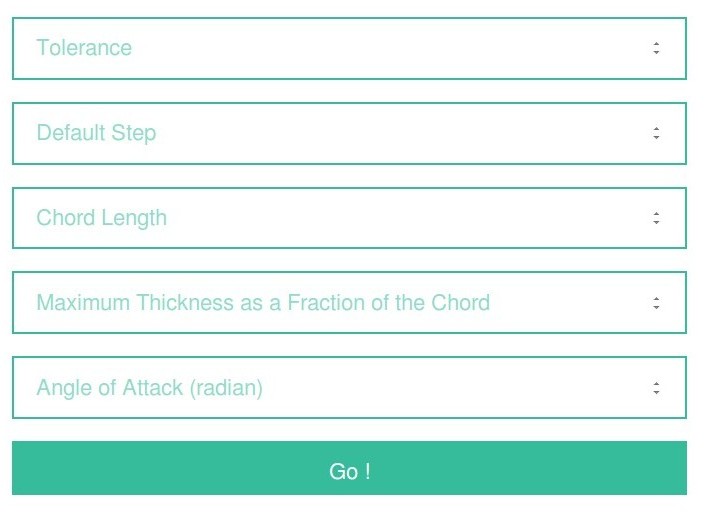 Tolerance
Default Step
Chord Length
Maximum Thickness as a Fraction of the Chord
Angle of Attack (radian)
Go !